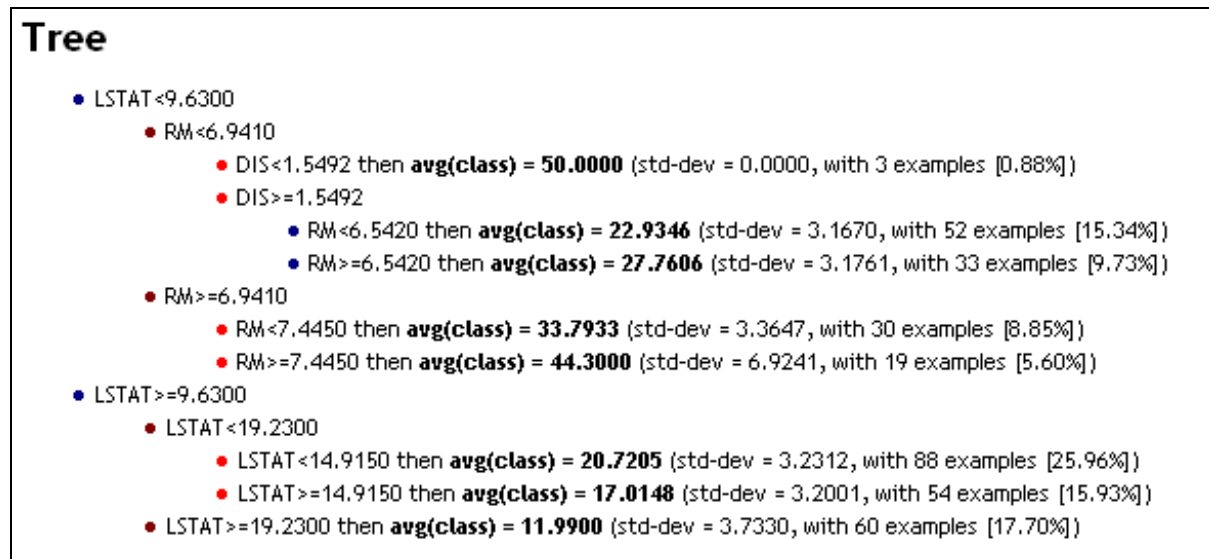 Tree
LSTAT<9.6300
RM<6.9410
DIS<1.5492 then avg(class) = 50.0000 (std-dev = 0.0000, with 3 examples [0.88%])
DIS>=1.5492
RM<6.5420 then avg(class) = 22.9346 (std-dev = 3.1670, with 52 examples [15.34%])
RM>=6.5420 then avg(class) = 27.7606 (std-dev = 3.1761, with 33 examples [9.73%])
RM>=6.9410
RM<7.4450 then avg(class) = 33.7933 (std-dev = 3.3647, with 30 examples [8.85%])
RM>=7.4450 then avg(class) = 44.3000 (std-dev = 6.9241, with 19 examples [5.60%])
LSTAT>=9.6300
LSTAT<19.2300
LSTAT<14.9150 then avg(class) = 20.7205 (std-dev = 3.2312, with 88 examples [25.96%])
LSTAT>=14.9150 then avg(class) = 17.0148 (std-dev = 3.2001, with 54 examples [15.93%])
LSTAT>=19.2300 then avg(class) = 11.9900 (std-dev = 3.7330, with 60 examples [17.70%])